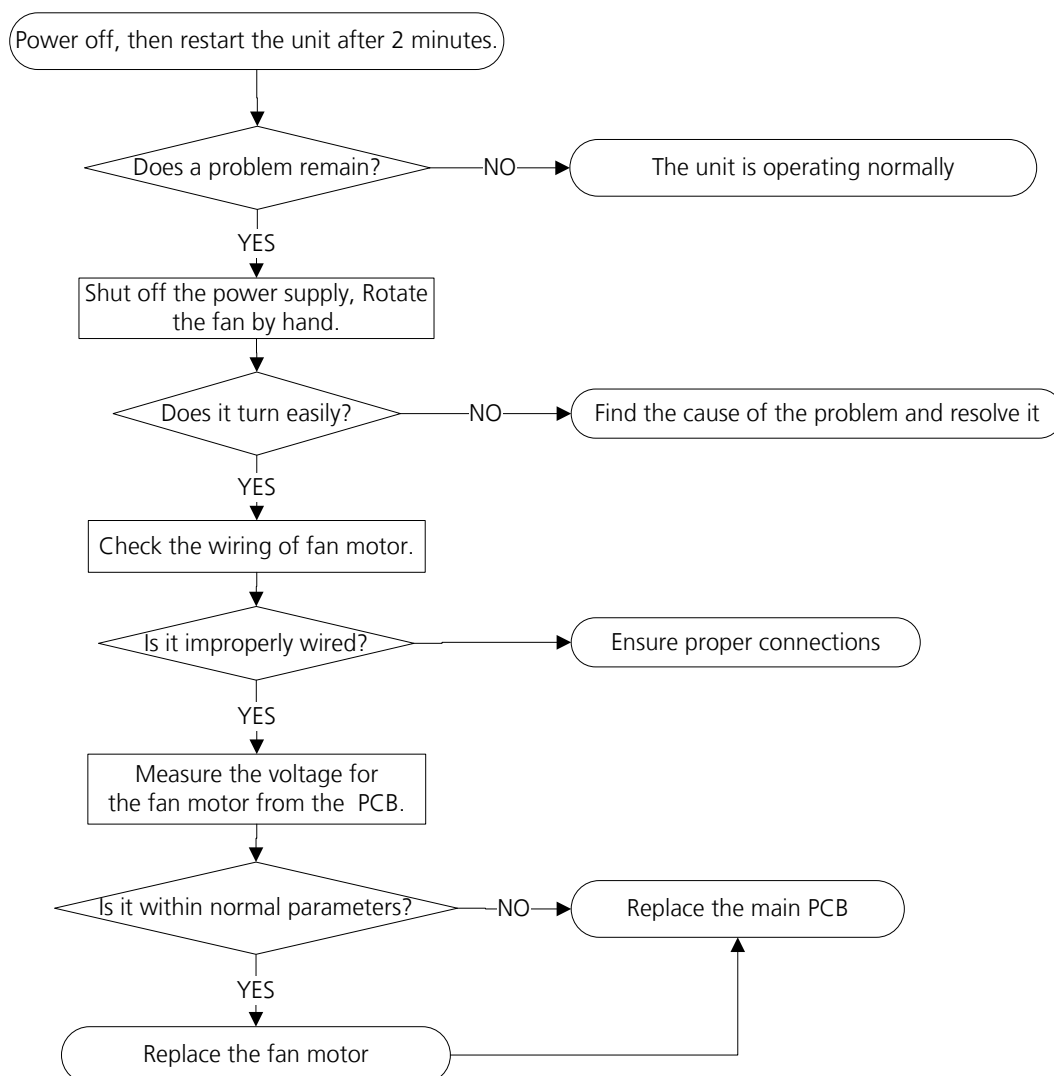 Power off, then restart the unit after 2 minutes.
Does a problem remain?
NO
The unit is operating normally
YES
Shut off the power supply, Rotate
the fan by hand.
Does it turn easily?
NO
Find the cause of the problem and resolve it
YES
Check the wiring of fan motor.
Is it improperly wired?
Ensure proper connections
YES
Measure the voltage for
the fan motor from the PCB.
Is it within normal parameters?
NO
Replace the main PCB
YES
Replace the fan motor